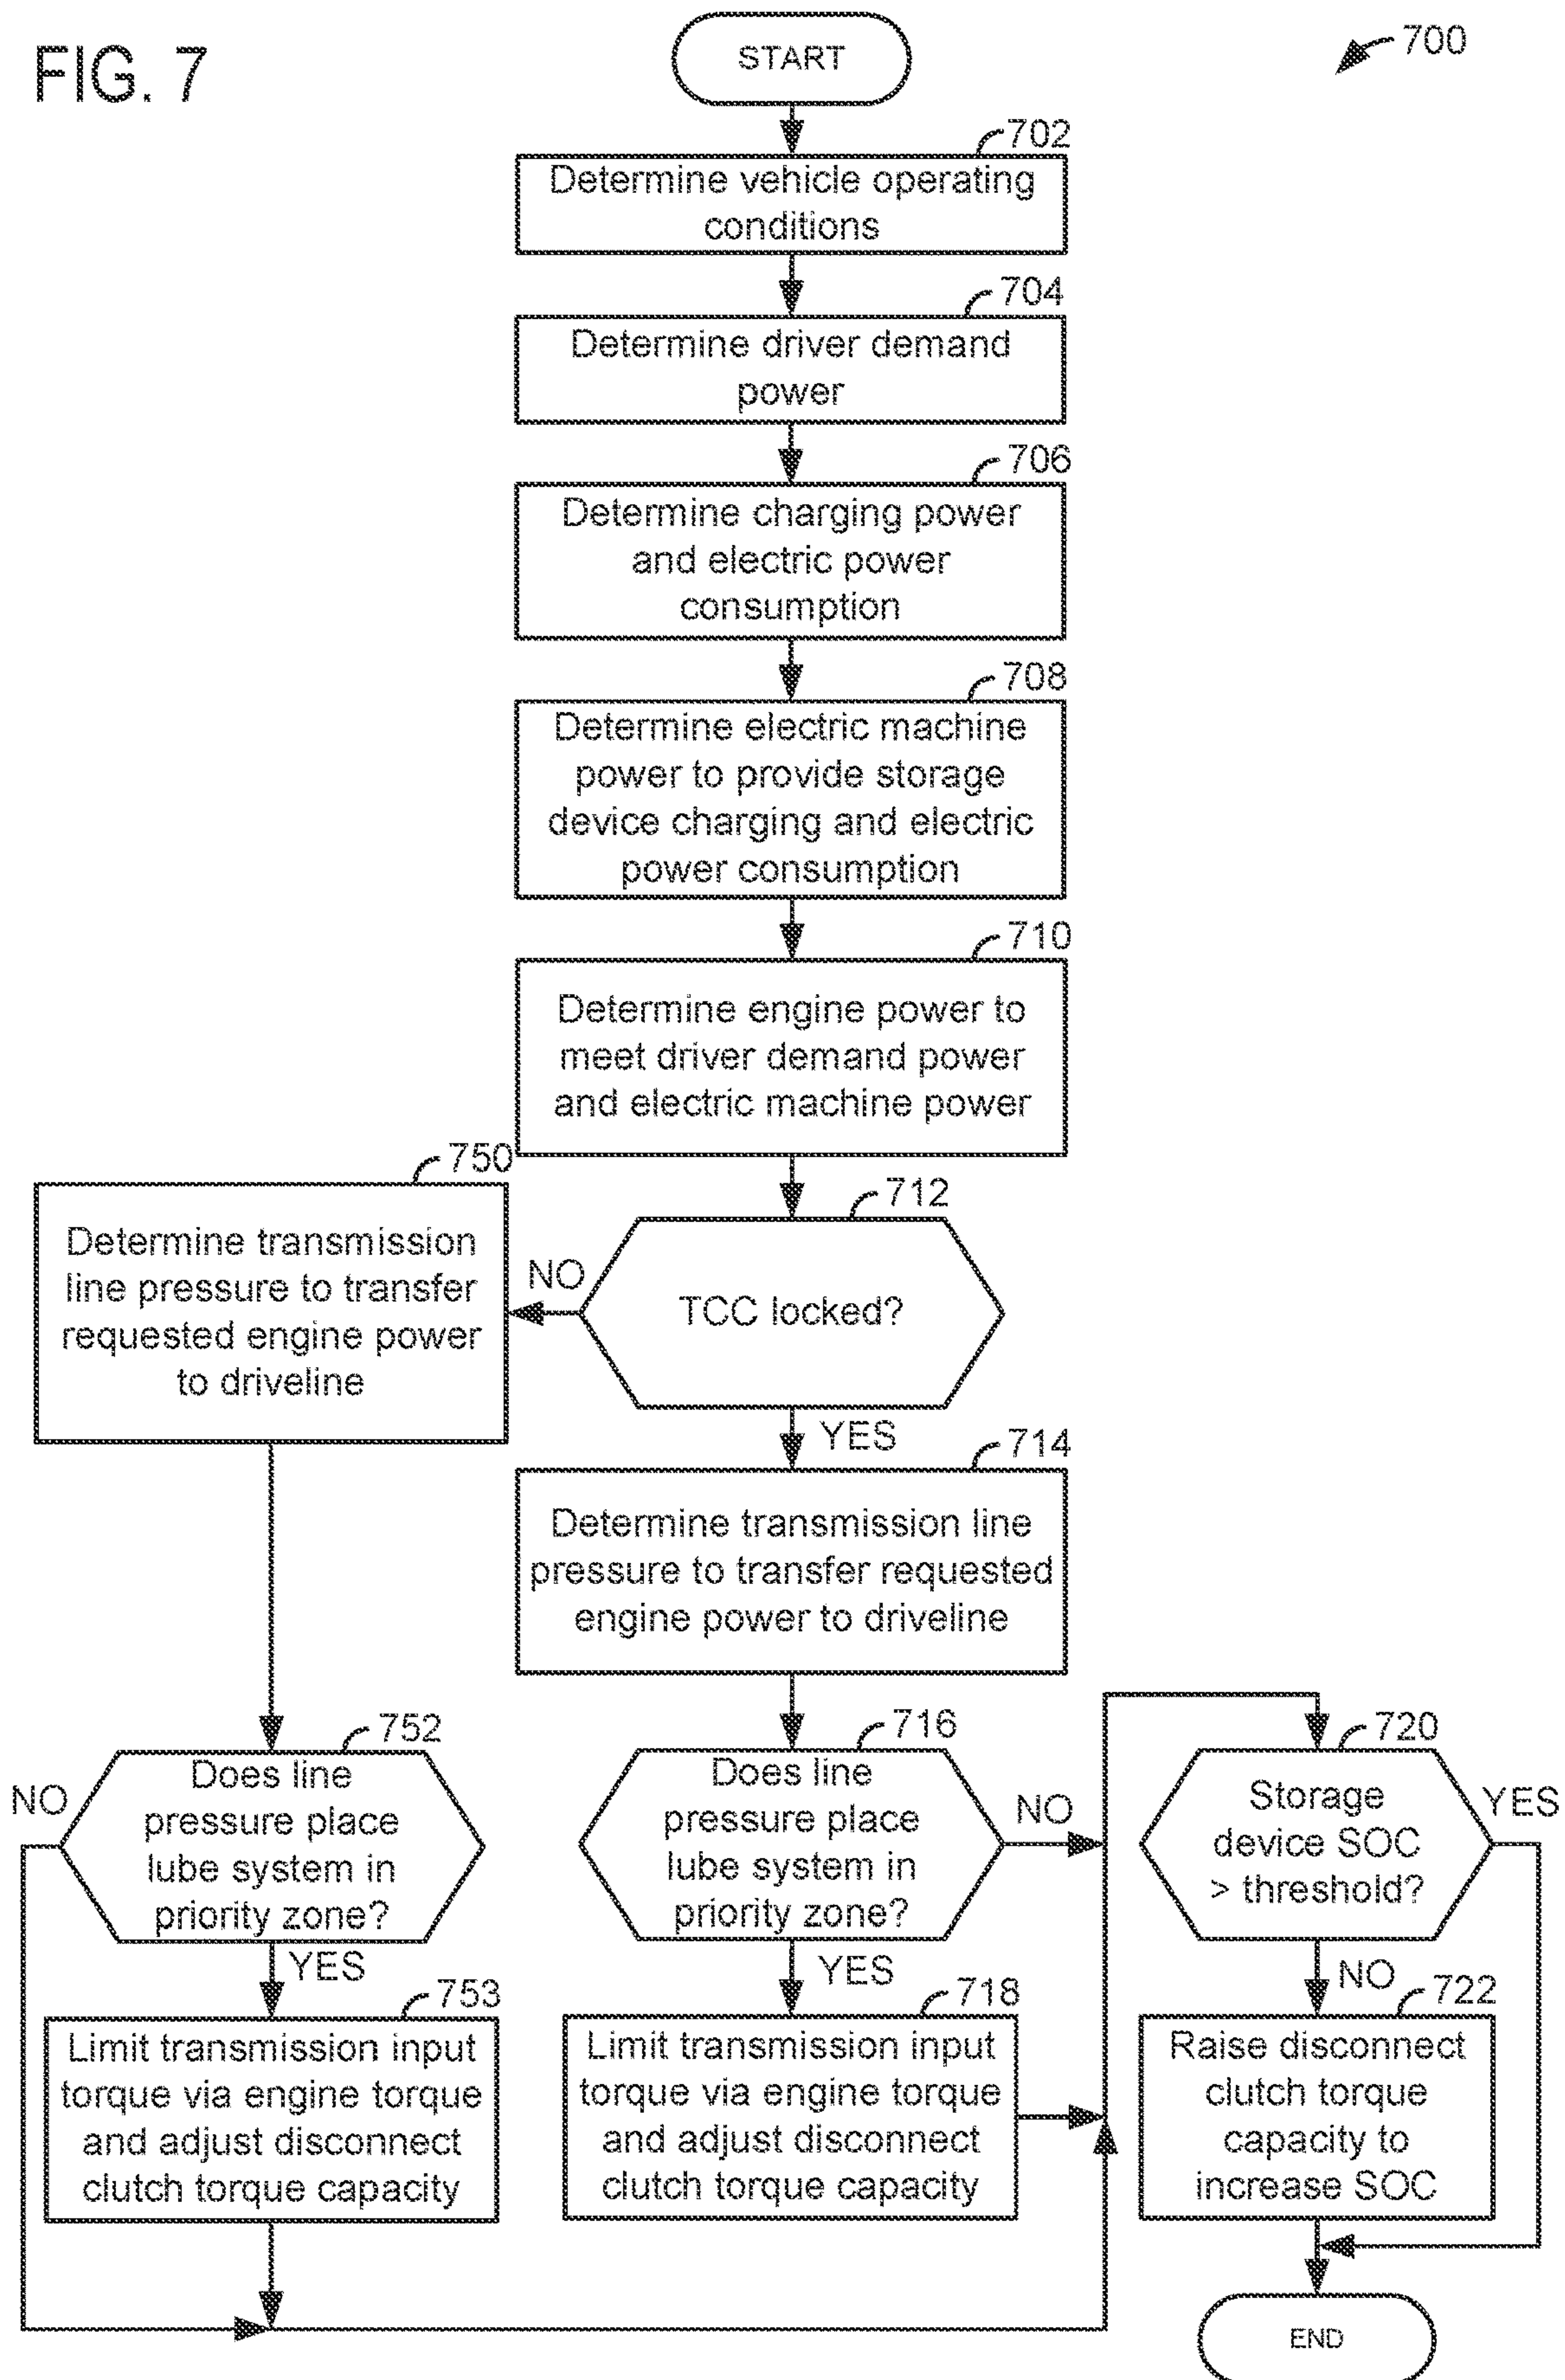 FIG. 7
START
700
702
Determine vehicle operating
conditions
704
Determine driver demand
power
706
Determine charging power
and electric power
consumption
708
Determine electric machine
power to provide storage
device charging and electric
power consumption
710
Determine engine power to
meet driver demand power
and electric machine power
712
TCC locked?
NO
750
Determine transmission
line pressure to transfer
requested engine power
to driveline
YES
714
Determine transmission line
pressure to transfer requested
engine power to driveline
752
Does line
pressure place
lube system in
priority zone?
NO
YES
753
Limit transmission input
torque via engine torque
and adjust disconnect
clutch torque capacity
716
Does line
pressure place
lube system in
priority zone?
NO
YES
718
Limit transmission input
torque via engine torque
and adjust disconnect
clutch torque capacity
720
Storage
device SOC
> threshold?
YES
NO
722
Raise disconnect
clutch torque
capacity to
increase SOC
END